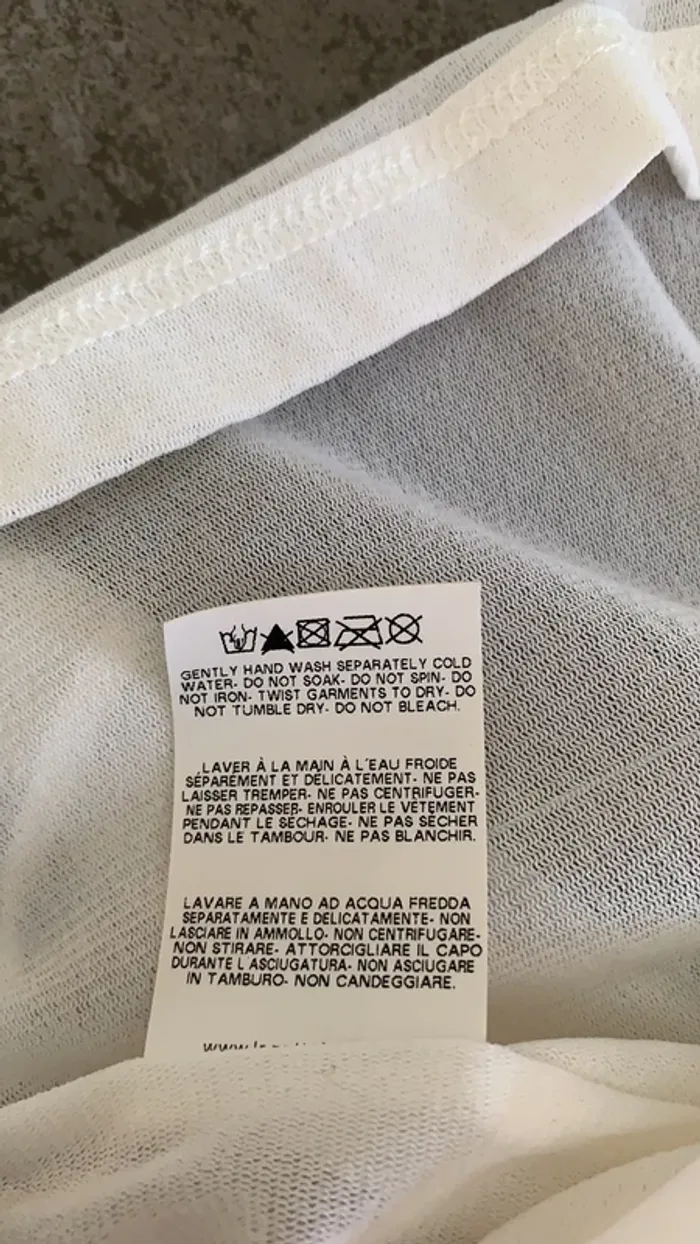 GENTLY HAND WASH SEPARATELY COLD
WATER- DO NOT SOAK- DO NOT SPIN- DO
NOT IRON- TWIST GARMENTS TO DRY- DO
NOT TUMBLE DRY- DO NOT BLEACH.
LAVER À LA MAIN À L'EAU FROIDE
SÉPARÉMENT ET DÉLICATEMENT- NE PAS
LAISSER TREMPER- NE PAS CENTRIFUGER-
NE PAS REPASSER- ENROULER LE VÊTEMENT
PENDANT LE SÉCHAGE- NE PAS SÉCHER
DANS LE TAMBOUR- NE PAS BLANCHIR.
LAVARE A MANO AD ACQUA FREDDA
SEPARATAMENTE E DELICATAMENTE- NON
LASCIARE IN AMMOLLO- NON CENTRIFUGARE-
NON STIRARE- ATTORCIGLIARE IL CAPO
DURANTE L ASCIUGATURA- NON ASCIUGARE
IN TAMBURO- NON CANDEGGIARE.